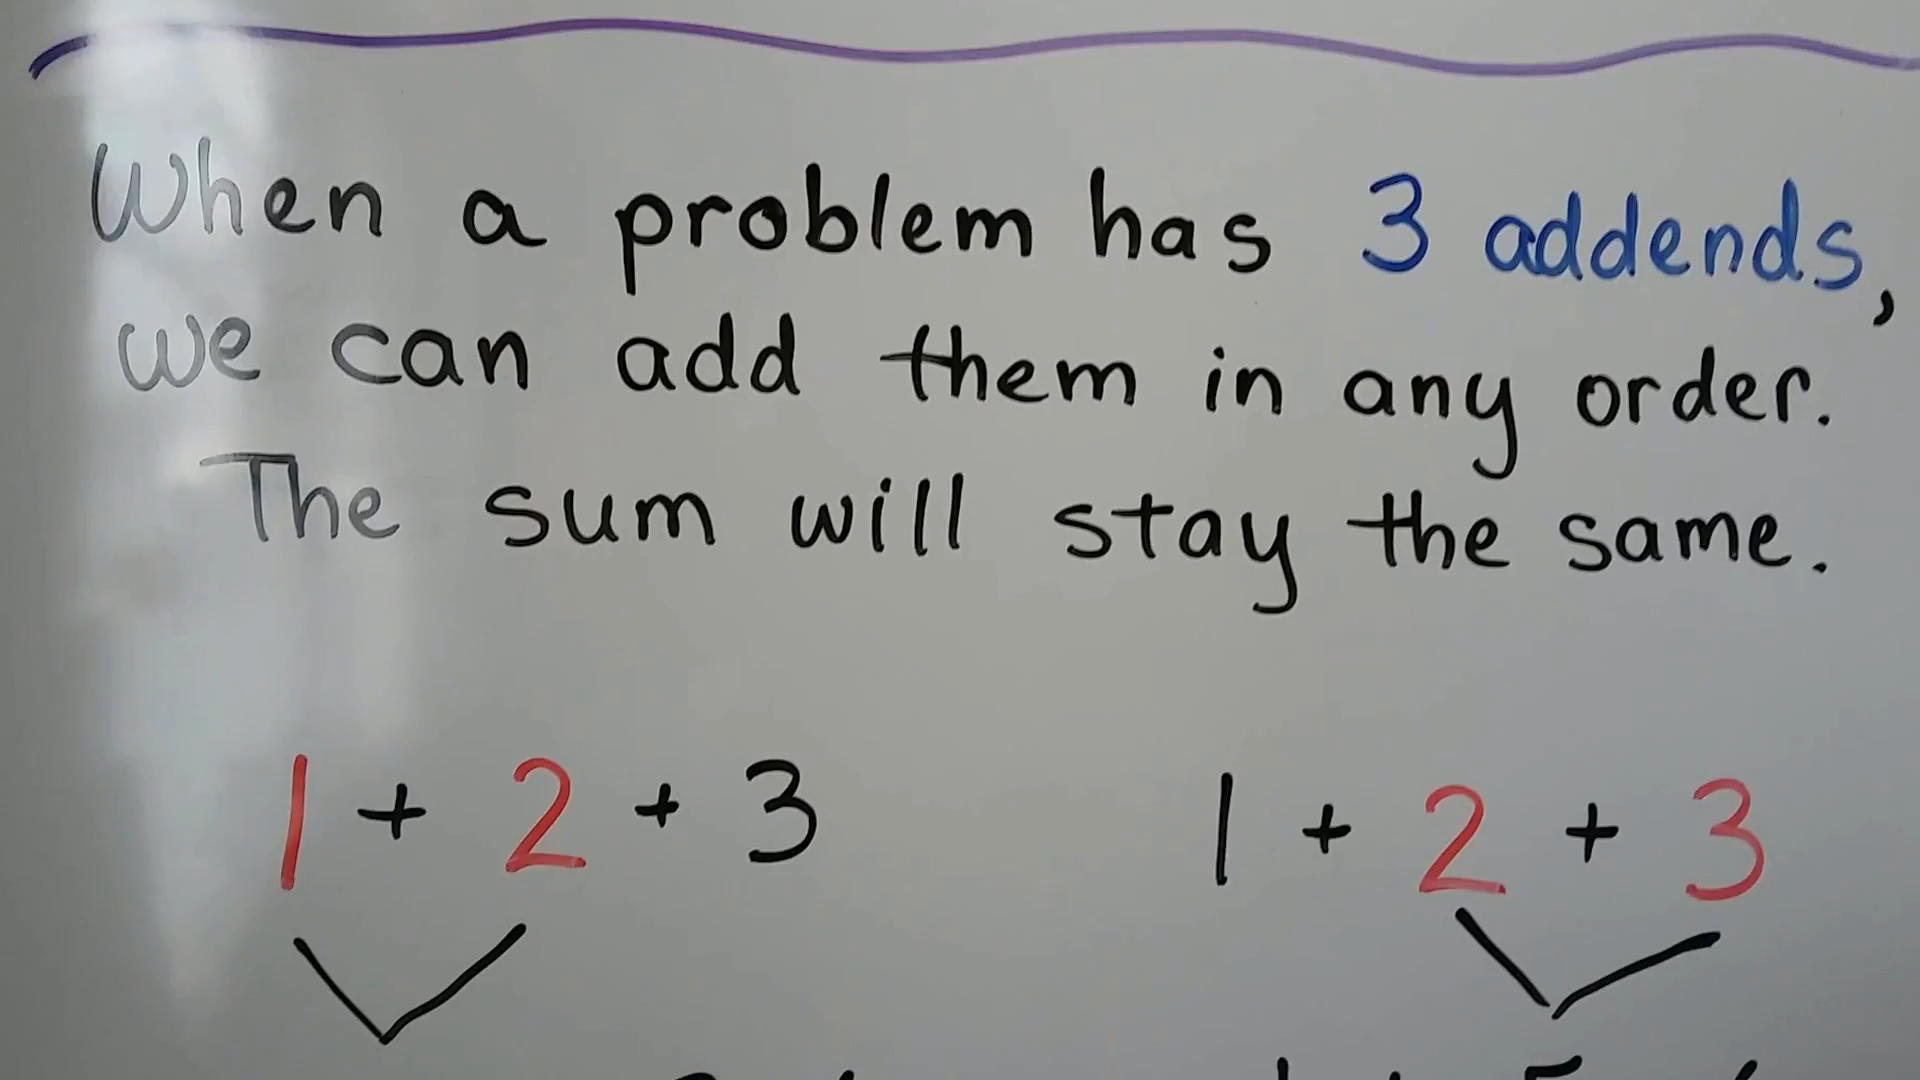 When a problem has 3 addends,
we can add them in any order.
The sum will stay the same.
1 + 2 + 3 1 + 2 + 3